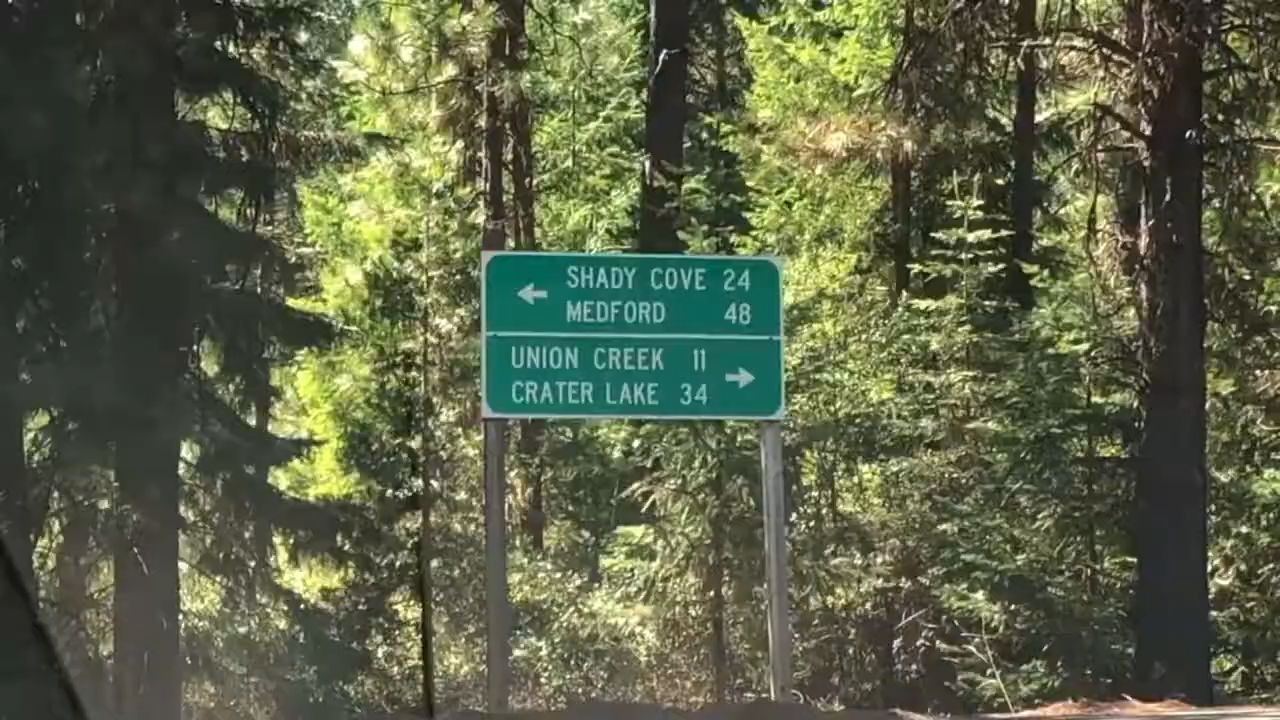 SHADY COVE 24
MEDFORD 48
UNION CREEK 11
CRATER LAKE 34